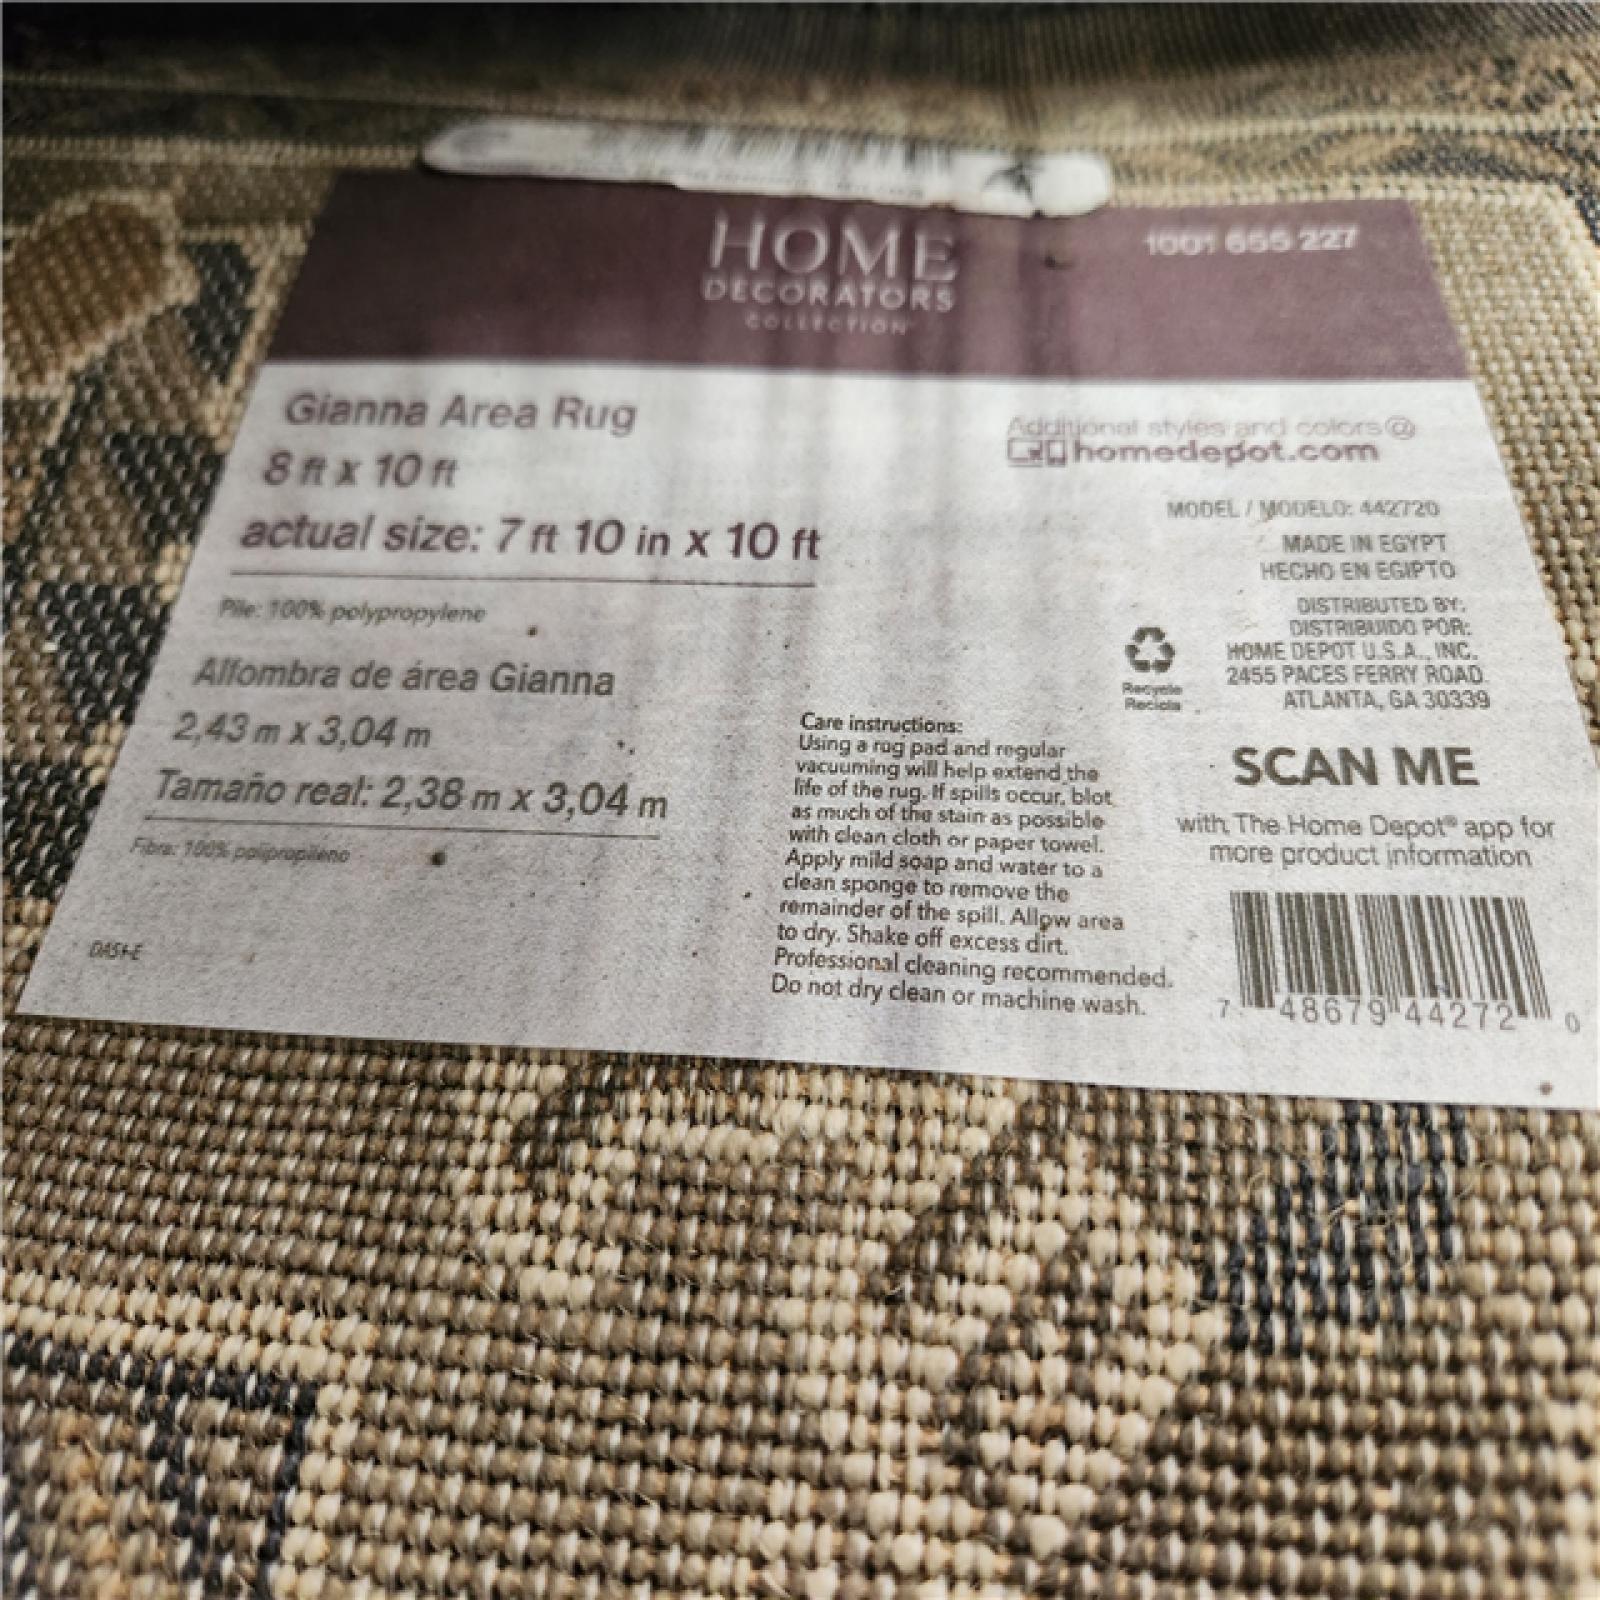 HOME
DECORATORS
COLLECTION
1001 655 227
Gianna Area Rug
8 ft x 10 ft
actual size: 7 ft 10 in x 10 ft
Pile: 100% polypropylene
Alfombra de área Gianna
2,43 m x 3,04 m
Tamaño real: 2,38 m x 3,04 m
Fibra: 100% polipropileno
Care instructions:
Using a rug pad and regular
vacuuming will help extend the
life of the rug. If spills occur, blot
as much of the stain as possible
with clean cloth or paper towel.
Apply mild soap and water to a
clean sponge to remove the
remainder of the spill. Allow area
to dry. Shake off excess dirt.
Professional cleaning recommended.
Do not dry clean or machine wash.
Additional styles and colors@
homedepot.com
MODEL / MODELO: 442720
MADE IN EGYPT
HECHO EN EGIPTO
DISTRIBUTED BY:
DISTRIBUIDO POR:
HOME DEPOT U.S.A., INC.
2455 PACES FERRY ROAD
ATLANTA, GA 30339
Recycle
Recicla
SCAN ME
with The Home Depot® app for
more product information
7 48679 44272 0